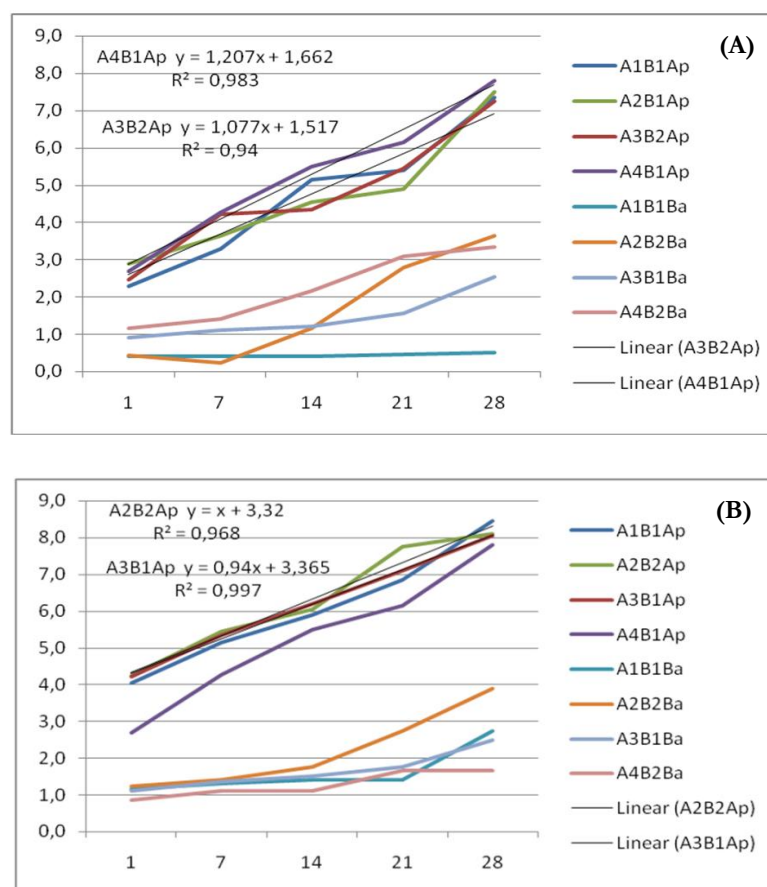 (A)
9,0
8,0
7,0
6,0
5,0
4,0
3,0
2,0
1,0
0,0
A4B1Ap y = 1,207x + 1,662
R² = 0,983
A3B2Ap y = 1,077x + 1,517
R² = 0,94
1 7 14 21 28
A1B1Ap
A2B1Ap
A3B2Ap
A4B1Ap
A1B1Ba
A2B2Ba
A3B1Ba
A4B2Ba
Linear (A3B2Ap)
Linear (A4B1Ap)
(B)
9,0
8,0
7,0
6,0
5,0
4,0
3,0
2,0
1,0
0,0
A2B2Ap y = x + 3,32
R² = 0,968
A3B1Ap y = 0,94x + 3,365
R² = 0,997
1 7 14 21 28
A1B1Ap
A2B2Ap
A3B1Ap
A4B1Ap
A1B1Ba
A2B2Ba
A3B1Ba
A4B2Ba
Linear (A2B2Ap)
Linear (A3B1Ap)